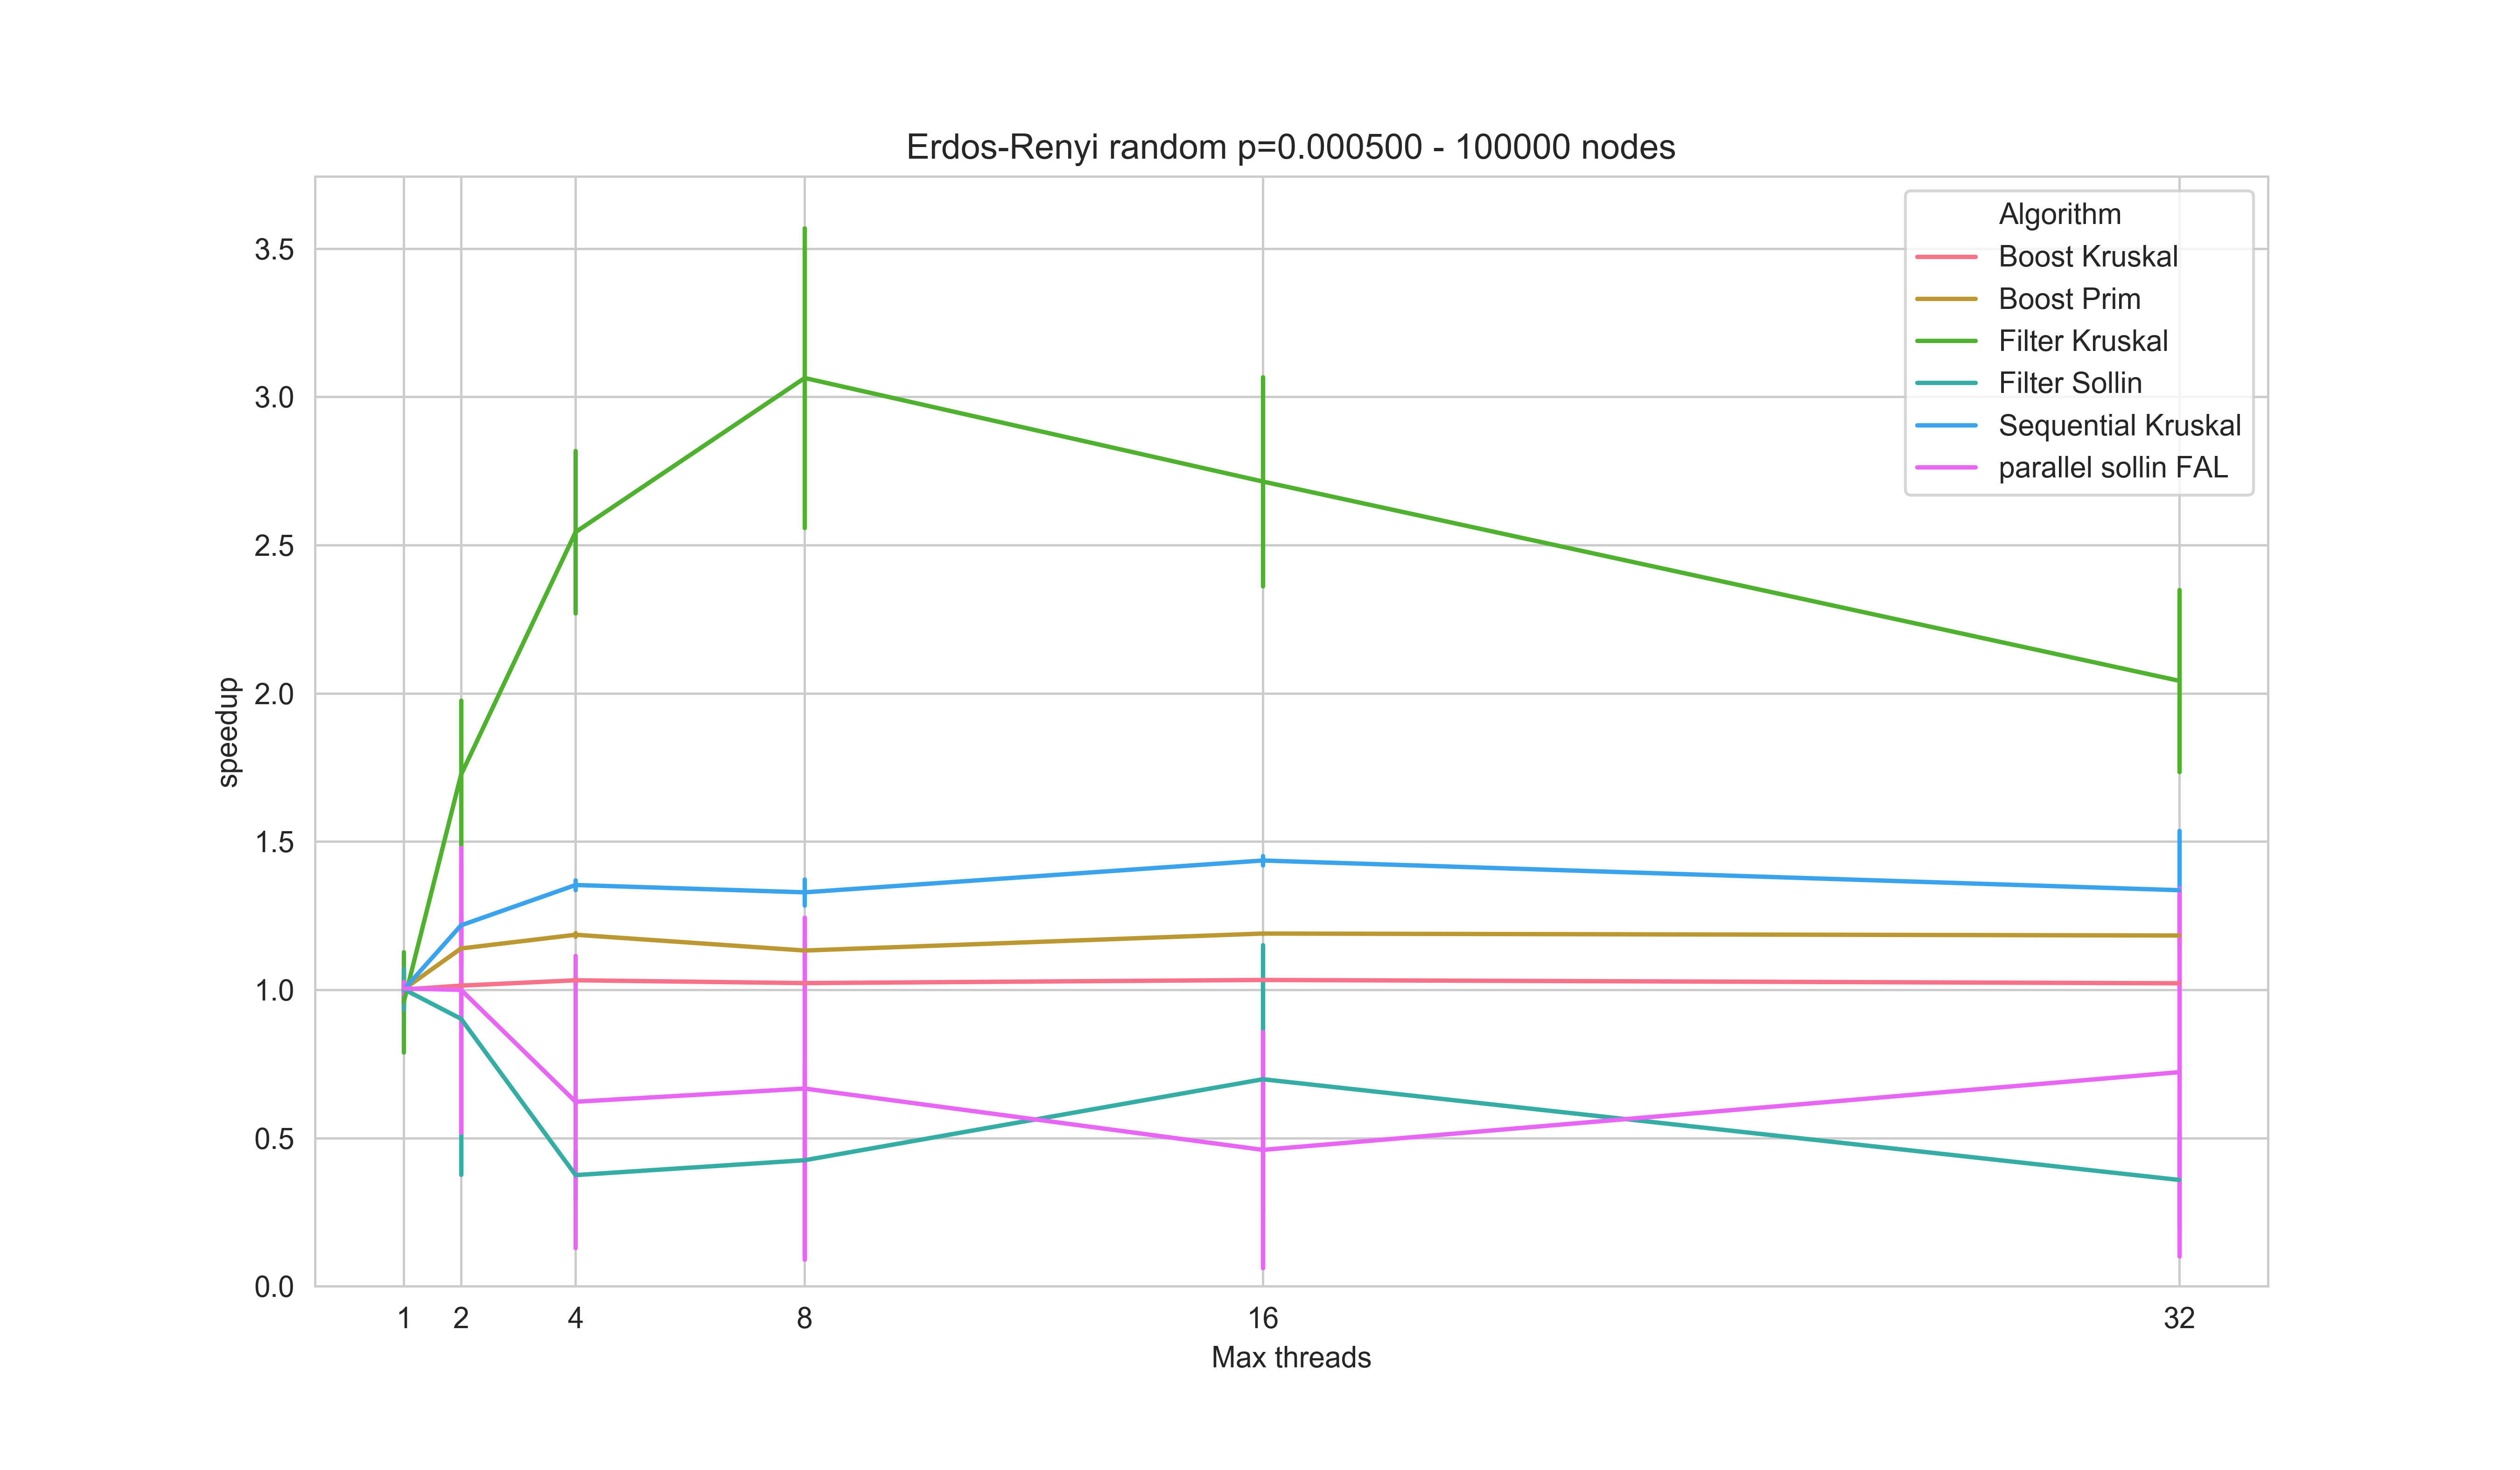 Erdos-Renyi random p=0.000500 - 100000 nodes
Algorithm
Boost Kruskal
Boost Prim
Filter Kruskal
Filter Sollin
Sequential Kruskal
parallel sollin FAL
speedup
3.5
3.0
2.5
2.0
1.5
1.0
0.5
0.0
1 2 4 8 16 32
Max threads